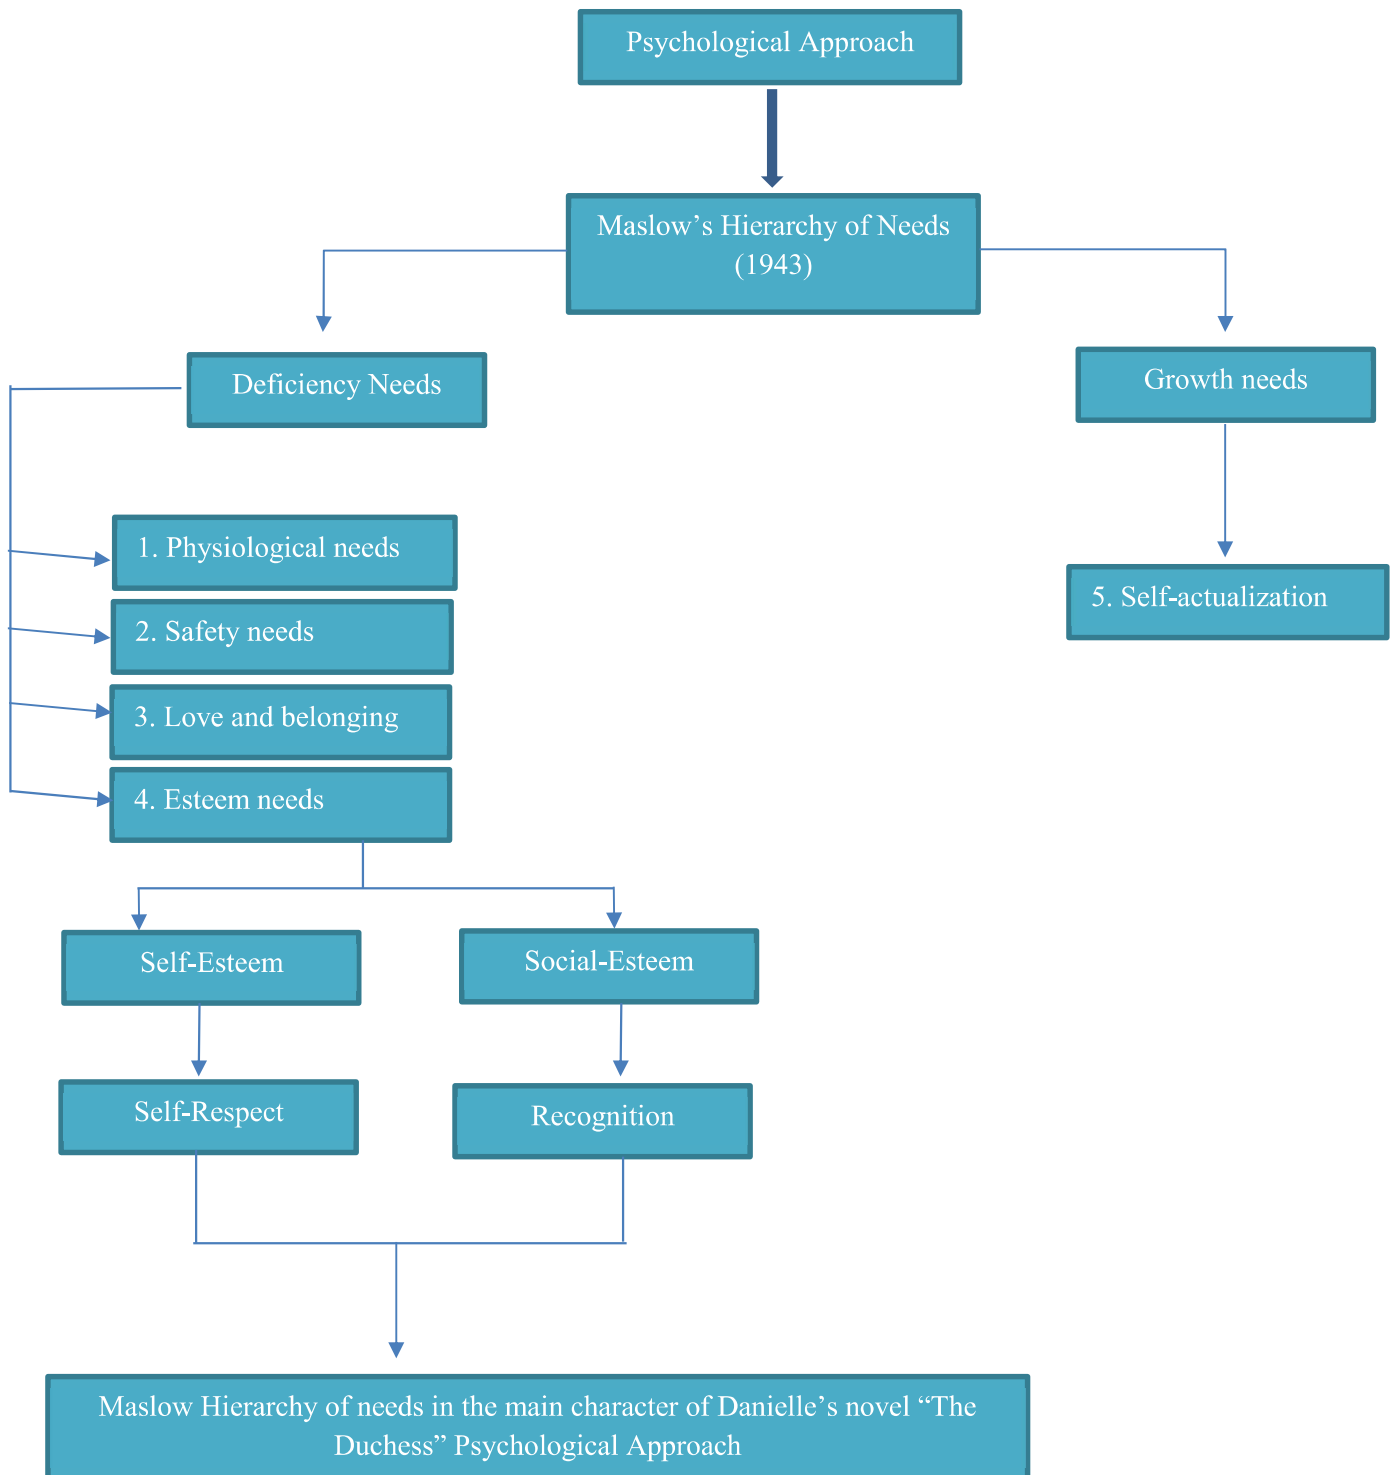 Psychological Approach
Maslow’s Hierarchy of Needs
(1943)
Deficiency Needs
Growth needs
1. Physiological needs
2. Safety needs
3. Love and belonging
4. Esteem needs
5. Self-actualization
Self-Esteem
Social-Esteem
Self-Respect
Recognition
Maslow Hierarchy of needs in the main character of Danielle’s novel “The
Duchess” Psychological Approach